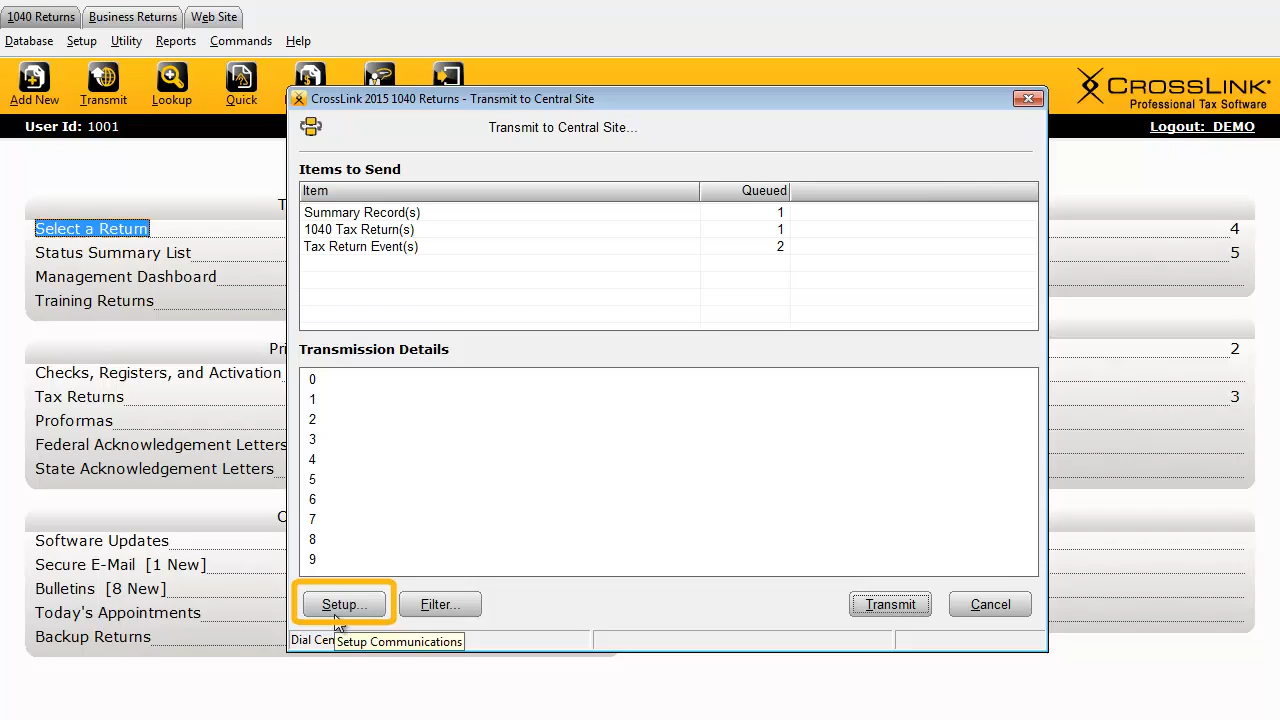 1040 Returns Business Returns Web Site
Database Setup Utility Reports Commands Help
Add New Transmit Lookup Quick
CROSSLINK
Professional Tax Software
User Id: 1001 Logout: DEMO
CrossLink 2015 1040 Returns - Transmit to Central Site
Transmit to Central Site...
Items to Send
Item Queued
Summary Record(s) 1
1040 Tax Return(s) 1
Tax Return Event(s) 2
Transmission Details
0
1
2
3
4
5
6
7
8
9
Setup... Filter... Transmit Cancel
Dial Cen
Setup Communications
Select a Return 4
Status Summary List 5
Management Dashboard
Training Returns
Pri 2
Checks, Registers, and Activation
Tax Returns 3
Proformas
Federal Acknowledgement Letters
State Acknowledgement Letters
Software Updates
Secure E-Mail [1 New]
Bulletins [8 New]
Today's Appointments
Backup Returns